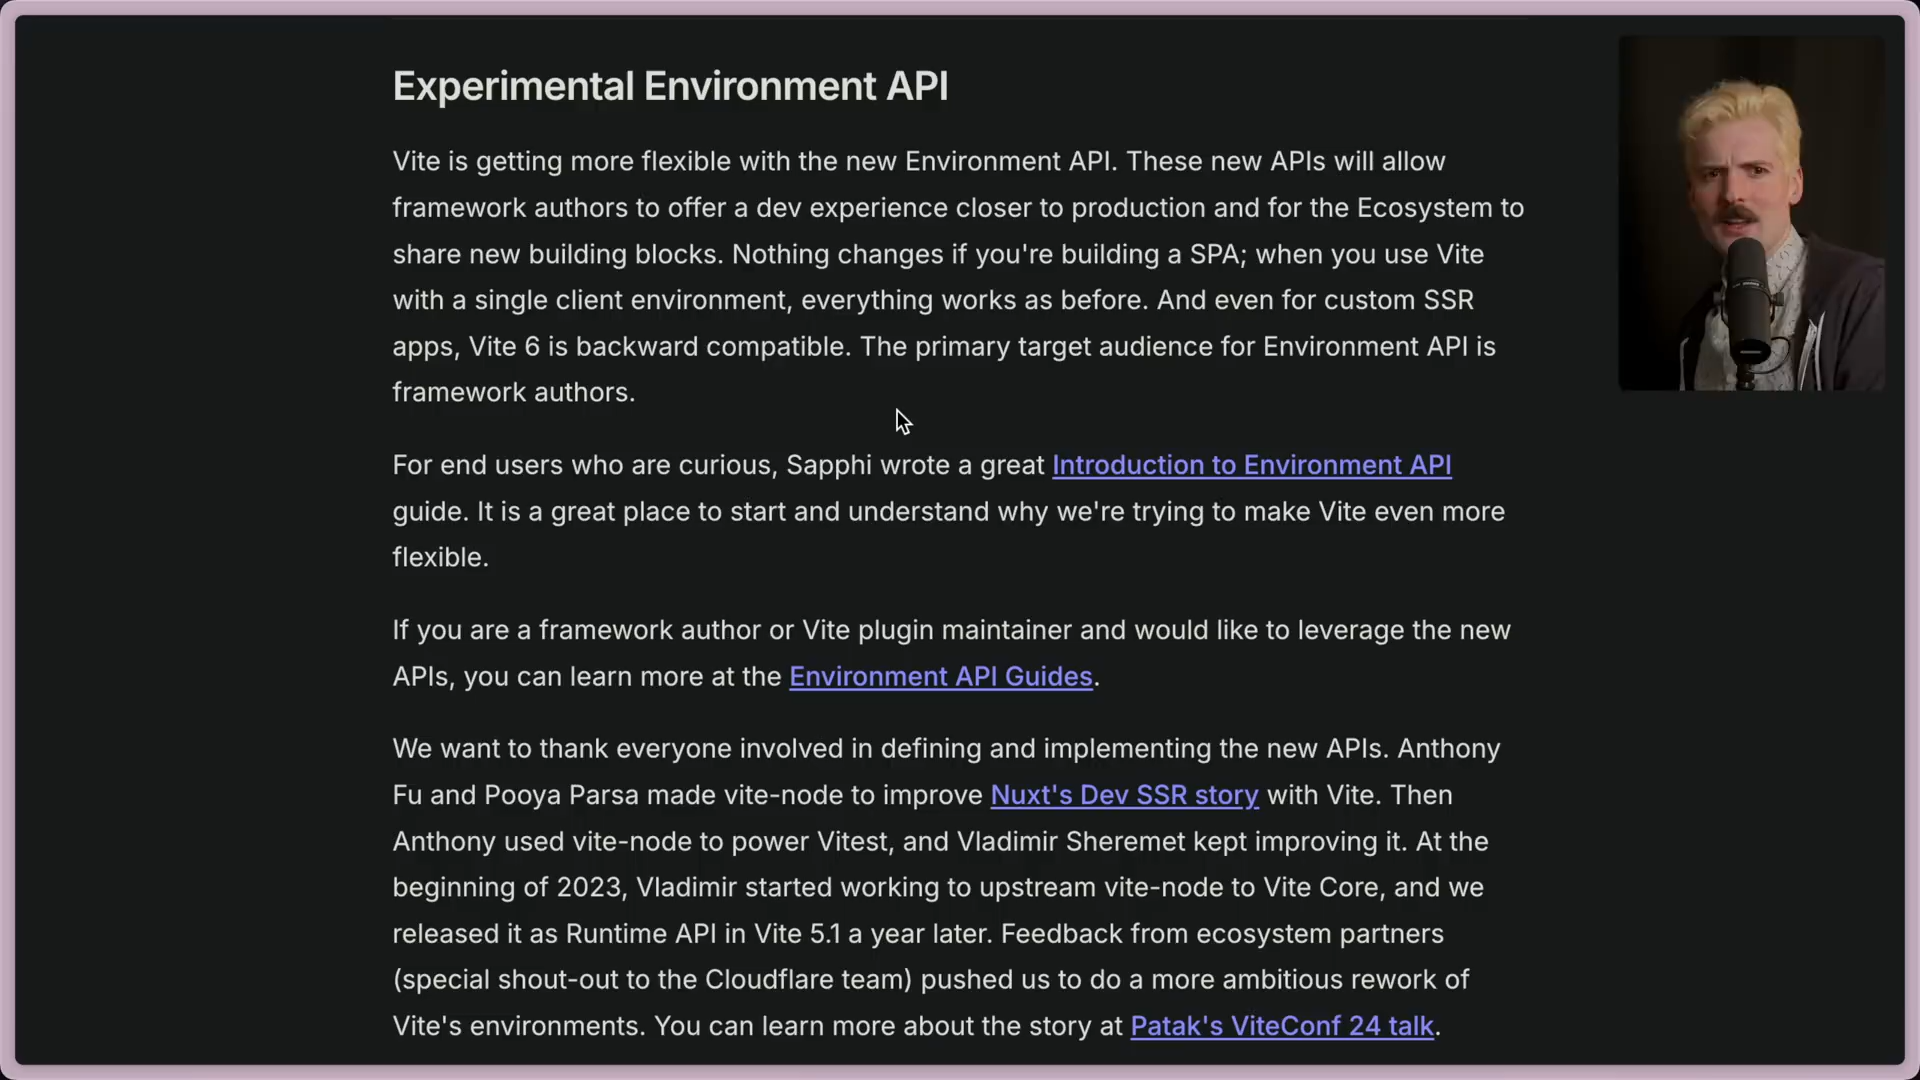 Experimental Environment API
Vite is getting more flexible with the new Environment API. These new APIs will allow
framework authors to offer a dev experience closer to production and for the Ecosystem to
share new building blocks. Nothing changes if you're building a SPA; when you use Vite
with a single client environment, everything works as before. And even for custom SSR
apps, Vite 6 is backward compatible. The primary target audience for Environment API is
framework authors.
For end users who are curious, Sapphi wrote a great Introduction to Environment API
guide. It is a great place to start and understand why we're trying to make Vite even more
flexible.
If you are a framework author or Vite plugin maintainer and would like to leverage the new
APIs, you can learn more at the Environment API Guides.
We want to thank everyone involved in defining and implementing the new APIs. Anthony
Fu and Pooya Parsa made vite-node to improve Nuxt's Dev SSR story with Vite. Then
Anthony used vite-node to power Vitest, and Vladimir Sheremet kept improving it. At the
beginning of 2023, Vladimir started working to upstream vite-node to Vite Core, and we
released it as Runtime API in Vite 5.1 a year later. Feedback from ecosystem partners
(special shout-out to the Cloudflare team) pushed us to do a more ambitious rework of
Vite's environments. You can learn more about the story at Patak's ViteConf 24 talk.